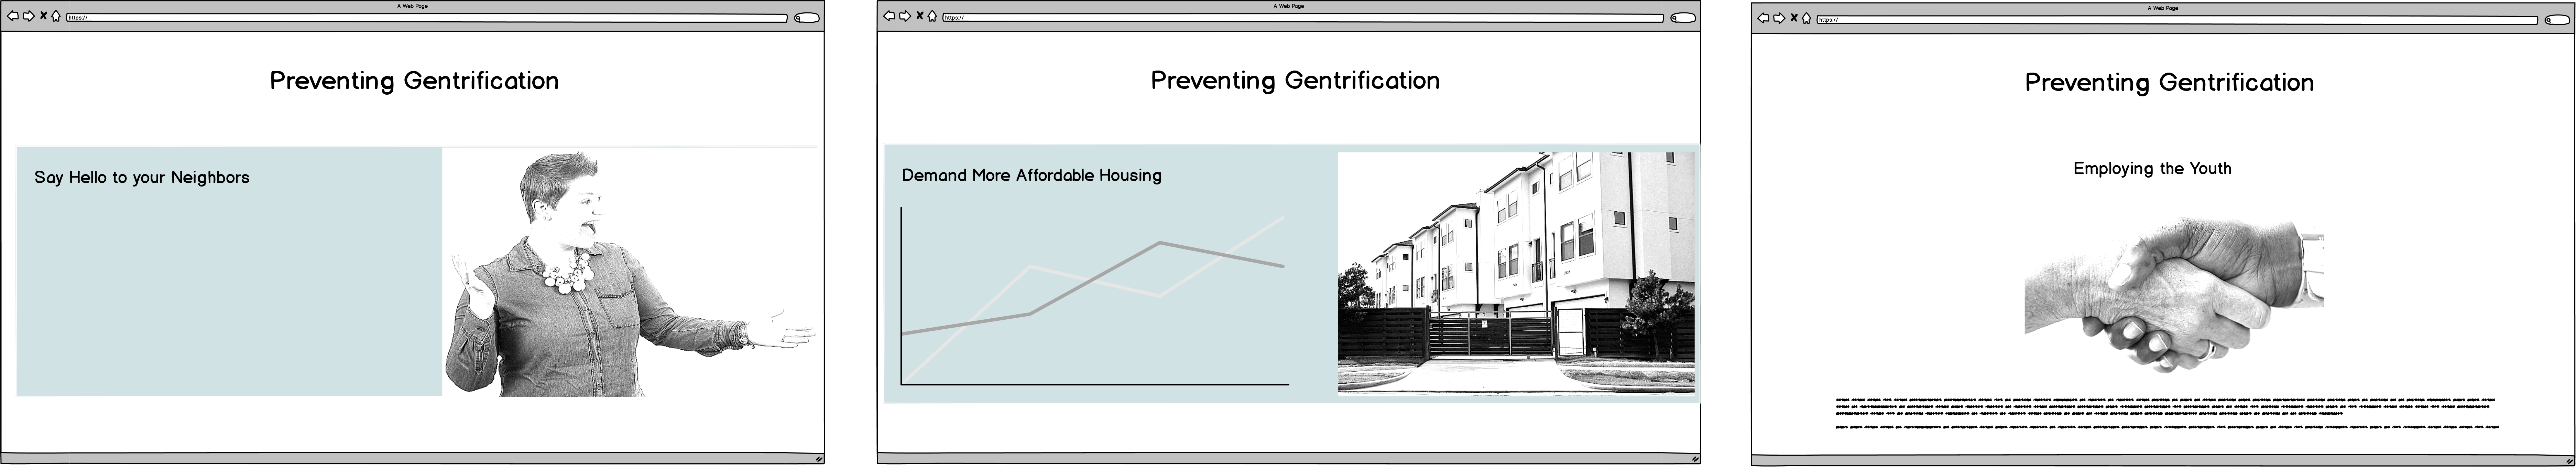 A Web Page
https://
Preventing Gentrification
Say Hello to your Neighbors
A Web Page
https://
Preventing Gentrification
Demand More Affordable Housing
A Web Page
https://
Preventing Gentrification
Employing the Youth